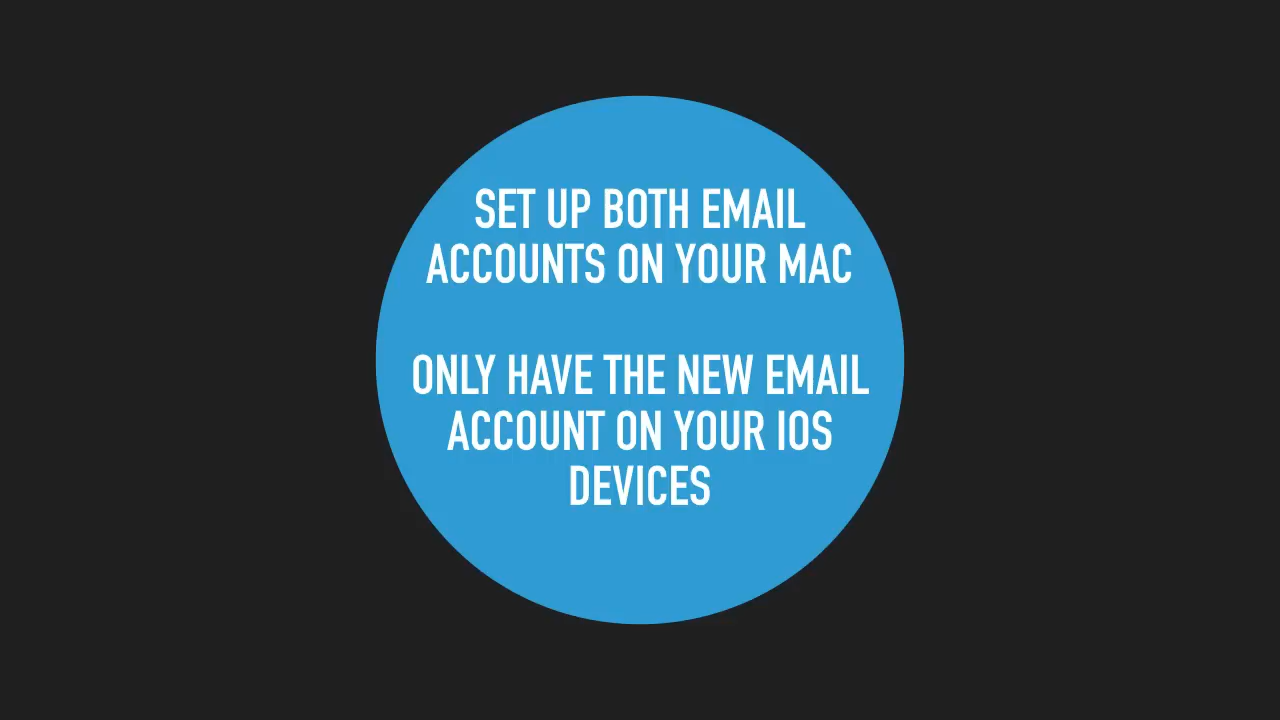 SET UP BOTH EMAIL
ACCOUNTS ON YOUR MAC
ONLY HAVE THE NEW EMAIL
ACCOUNT ON YOUR IOS
DEVICES